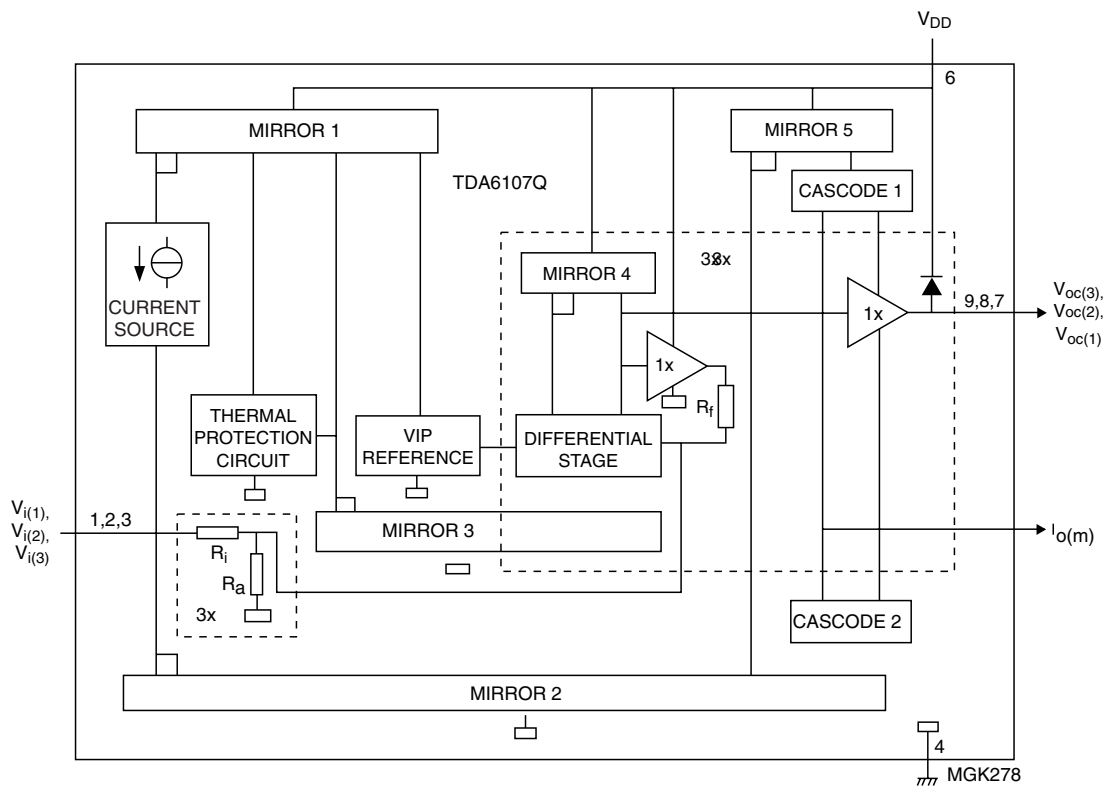 VDD
6
MIRROR 1
MIRROR 5
TDA6107Q
CASCODE 1
3x
MIRROR 4
CURRENT
SOURCE
1x
9,8,7
Voc(3),
Voc(2),
Voc(1)
1x
Rf
THERMAL
PROTECTION
CIRCUIT
VIP
REFERENCE
DIFFERENTIAL
STAGE
Vi(1),
Vi(2),
Vi(3)
1,2,3
MIRROR 3
Io(m)
Ri
Ra
3x
CASCODE 2
MIRROR 2
4
MGK278